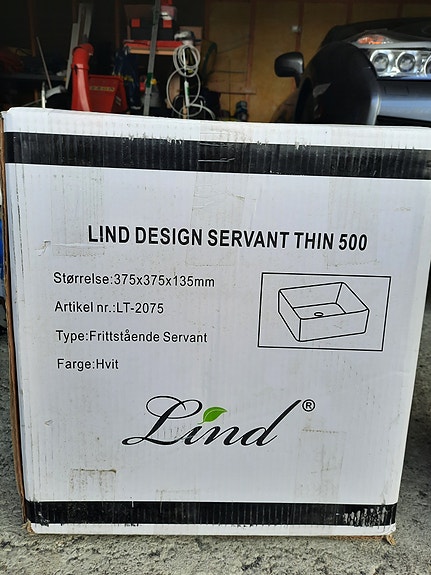 LIND DESIGN SERVANT THIN 500
Størrelse:375x375x135mm
Artikel nr.:LT-2075
Type:Frittstående Servant
Farge:Hvit
Lind ®